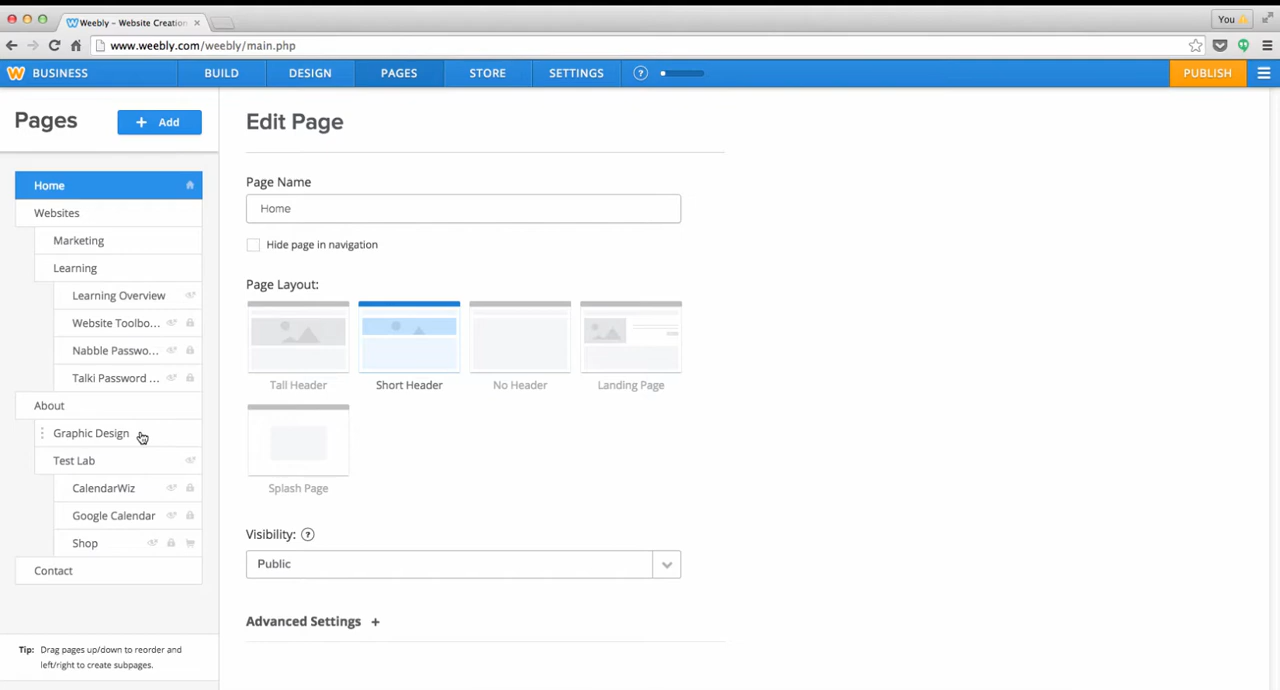 Weebly - Website Creation
You
www.weebly.com/weebly/main.php
BUSINESS
BUILD
DESIGN
PAGES
STORE
SETTINGS
?
PUBLISH
Pages
+ Add
Home
Websites
Marketing
Learning
Learning Overview
Website Toolbo...
Nabble Passwo...
Talki Password ...
About
Graphic Design
Test Lab
CalendarWiz
Google Calendar
Shop
Contact
Tip: Drag pages up/down to reorder and
left/right to create subpages.
Edit Page
Page Name
Home
Hide page in navigation
Page Layout:
Tall Header
Short Header
No Header
Landing Page
Splash Page
Visibility: ?
Public
Advanced Settings +